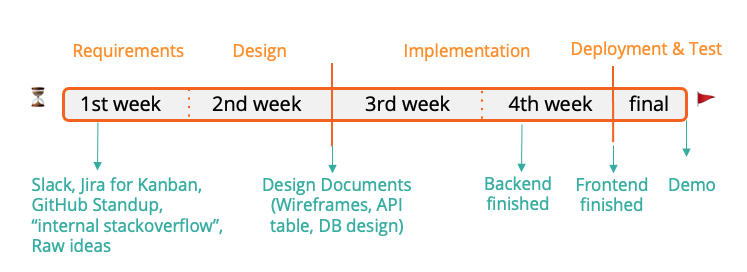 Requirements
Design
Implementation
Deployment & Test
1st week
2nd week
3rd week
4th week
final
Slack, Jira for Kanban,
GitHub Standup,
“internal stackoverflow”,
Raw ideas
Design Documents
(Wireframes, API
table, DB design)
Backend
finished
Frontend
finished
Demo